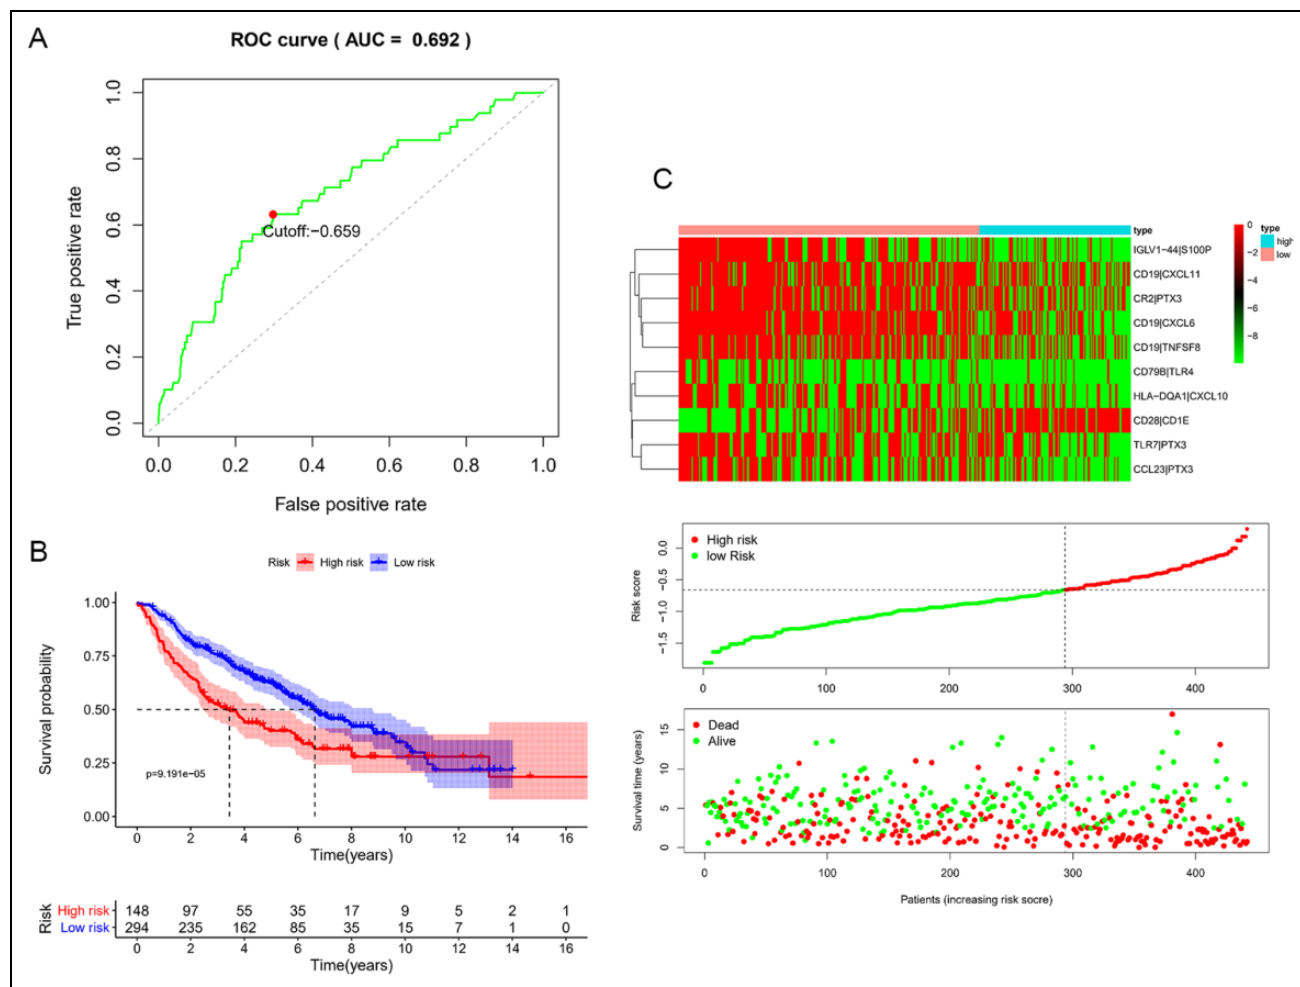 A
ROC curve ( AUC = 0.692 )
True positive rate
1.0
0.8
0.6
0.4
0.2
0.0
Cutoff:−0.659
0.0 0.2 0.4 0.6 0.8 1.0
False positive rate
B
Risk High risk Low risk
Survival probability
1.00
0.75
0.50
0.25
0.00
p=9.191e−05
0 2 4 6 8 10 12 14 16
Time(years)
Risk
High risk 148 97 55 35 17 9 5 2 1
Low risk 294 235 162 85 35 15 7 1 0
0 2 4 6 8 10 12 14 16
Time(years)
C
type
IGLV1−44|S100P
CD19|CXCL11
CR2|PTX3
CD19|CXCL6
CD19|TNFSF8
CD79B|TLR4
HLA−DQA1|CXCL10
CD28|CD1E
TLR7|PTX3
CCL23|PTX3
0
−2
−4
−6
−8
type
high
low
Risk score
0.0
−0.5
−1.0
−1.5
High risk
low Risk
0 100 200 300 400
Survival time (years)
15
10
5
0
Dead
Alive
0 100 200 300 400
Patients (increasing risk socre)